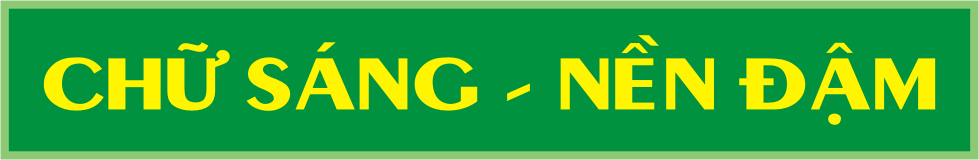 CHỮ SÁNG - NỀN ĐẬM